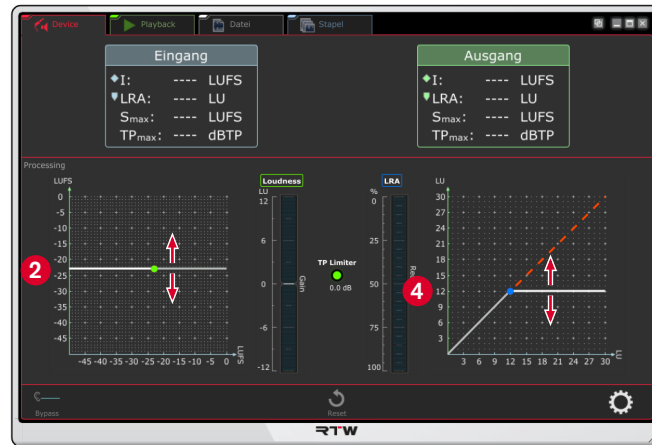 Device Playback Datei Stapel
Eingang
I: ---- LUFS
LRA: ---- LU
Smax: ---- LUFS
TPmax: ---- dBTP
Ausgang
I: ---- LUFS
LRA: ---- LU
Smax: ---- LUFS
TPmax: ---- dBTP
Processing
LUFS
0
-5
-10
-15
-20
-25
-30
-35
-40
-45
-45 -40 -35 -30 -25 -20 -15 -10 -5 0
LUFS
2
Loudness
LU
12
6
0
-6
-12
Gain
TP Limiter
0.0 dB
LRA
%
0
25
50
75
100
4
LU
30
27
24
21
18
15
12
9
6
3
3 6 9 12 15 18 21 24 27 30
LU
Bypass
Reset
RTW